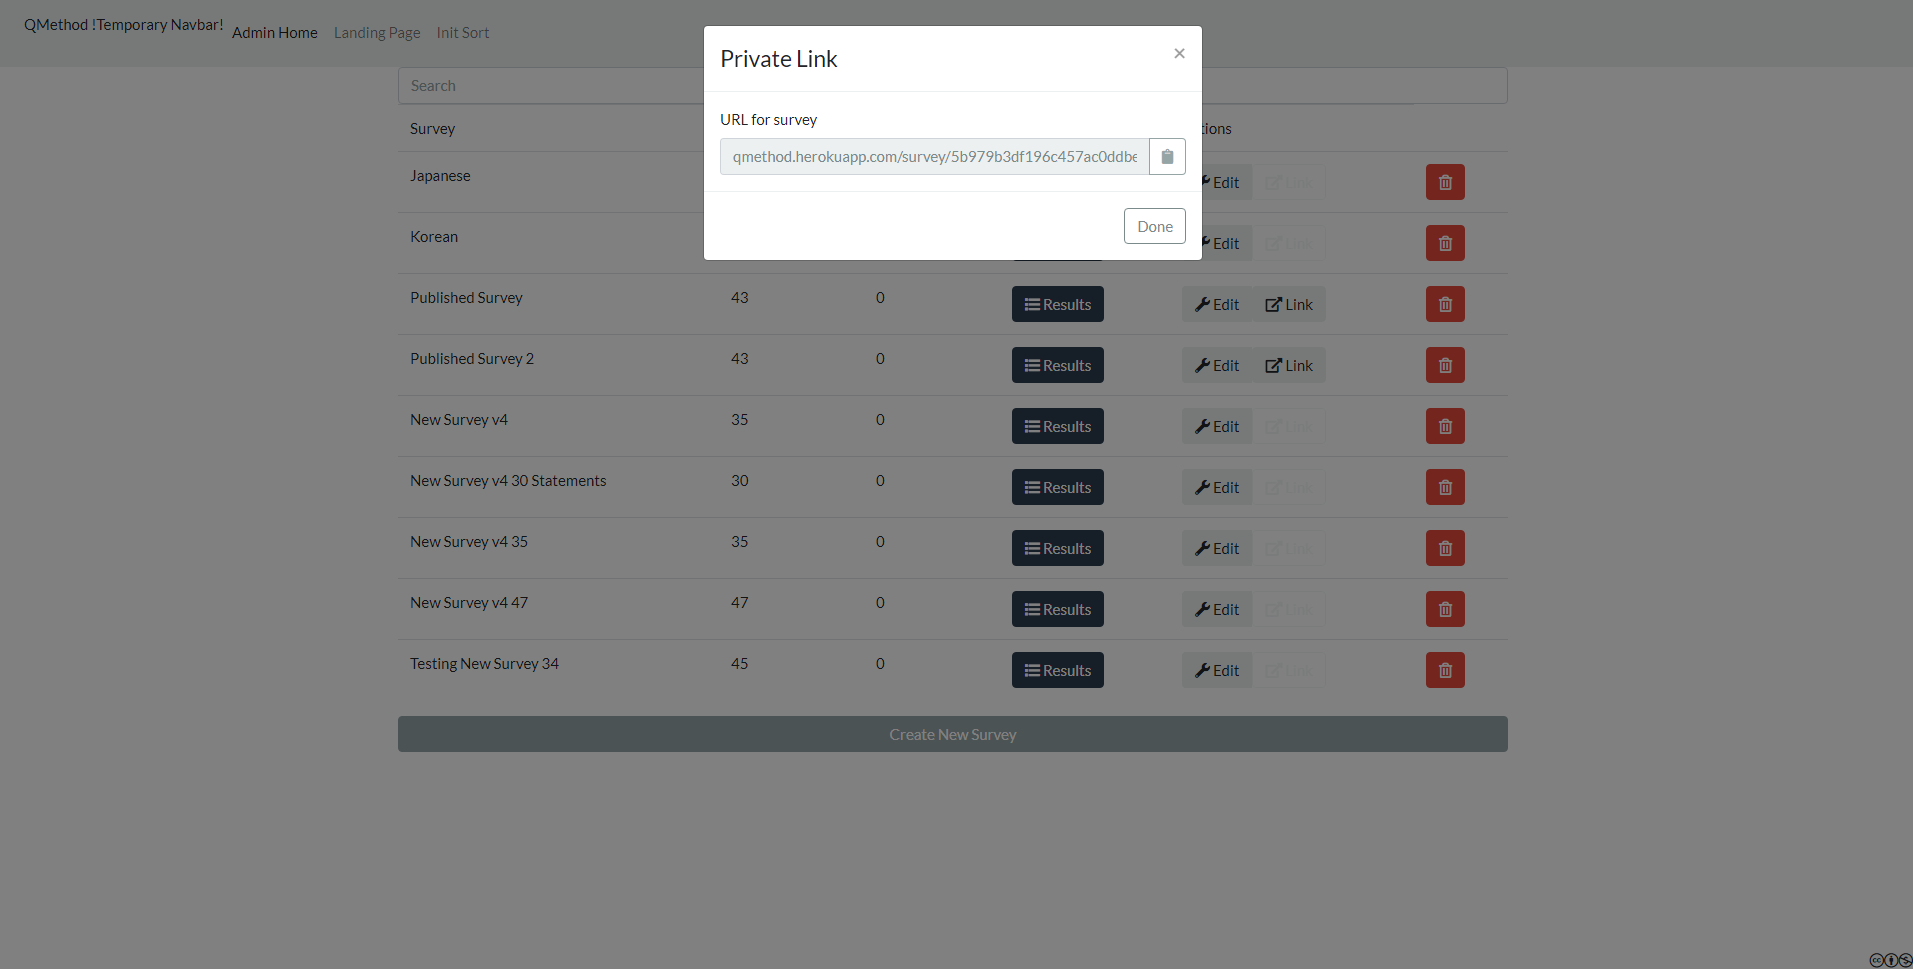 QMethod !Temporary Navbar! Admin Home Landing Page Init Sort
Private Link ×
URL for survey
qmethod.herokuapp.com/survey/5b979b3df196c457ac0ddbe
Done
Search
Survey tions
Japanese Edit Link
Korean Edit Link
Published Survey 43 0 Results Edit Link
Published Survey 2 43 0 Results Edit Link
New Survey v4 35 0 Results Edit Link
New Survey v4 30 Statements 30 0 Results Edit Link
New Survey v4 35 35 0 Results Edit Link
New Survey v4 47 47 0 Results Edit Link
Testing New Survey 34 45 0 Results Edit Link
Create New Survey